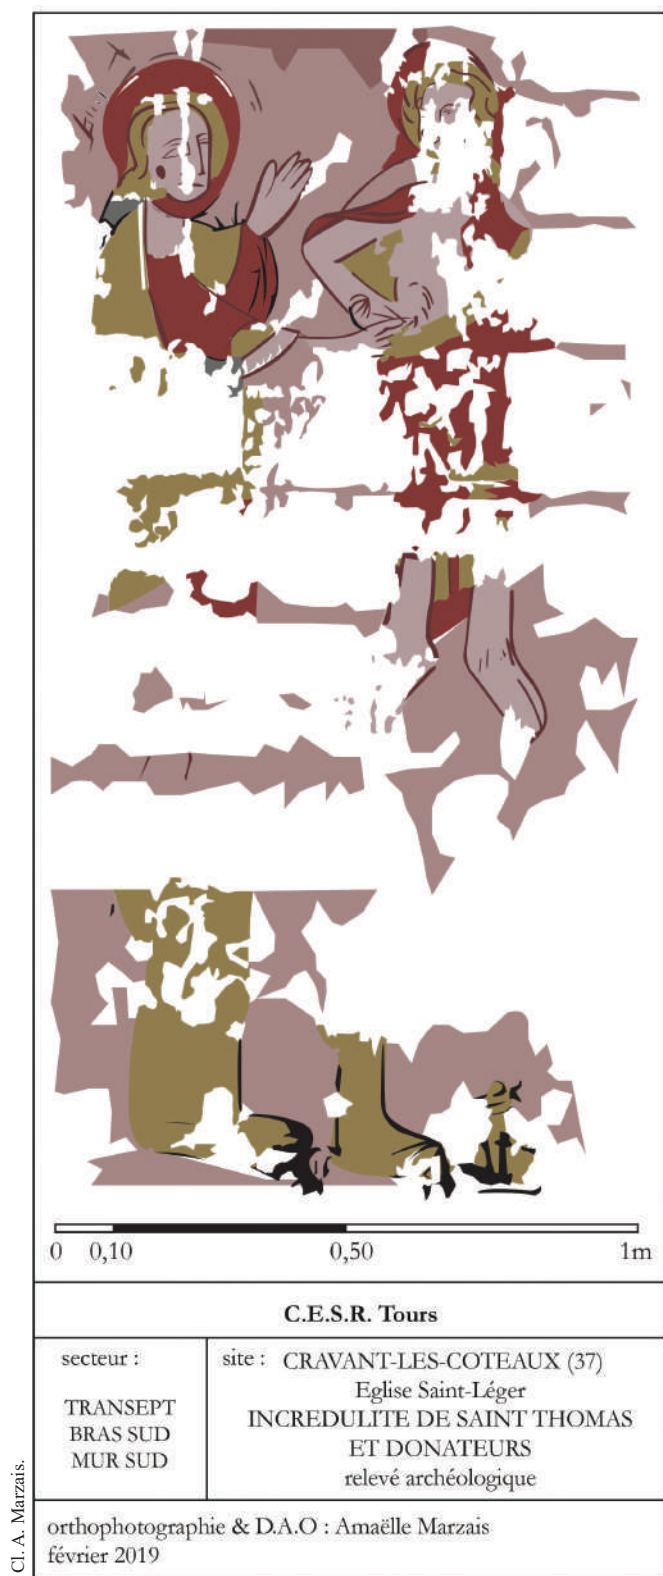 0 0,10 0,50 1m
C.E.S.R. Tours
secteur :
TRANSEPT
BRAS SUD
MUR SUD
site : CRAVANT-LES-COTEAUX (37)
Eglise Saint-Léger
INCREDULITE DE SAINT THOMAS
ET DONATEURS
relevé archéologique
orthophotographie & D.A.O : Amaëlle Marzais
février 2019
Cl. A. Marzais.